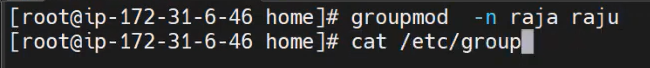 [root@ip-172-31-6-46 home]# groupmod  -n raja raju
[root@ip-172-31-6-46 home]# cat /etc/group